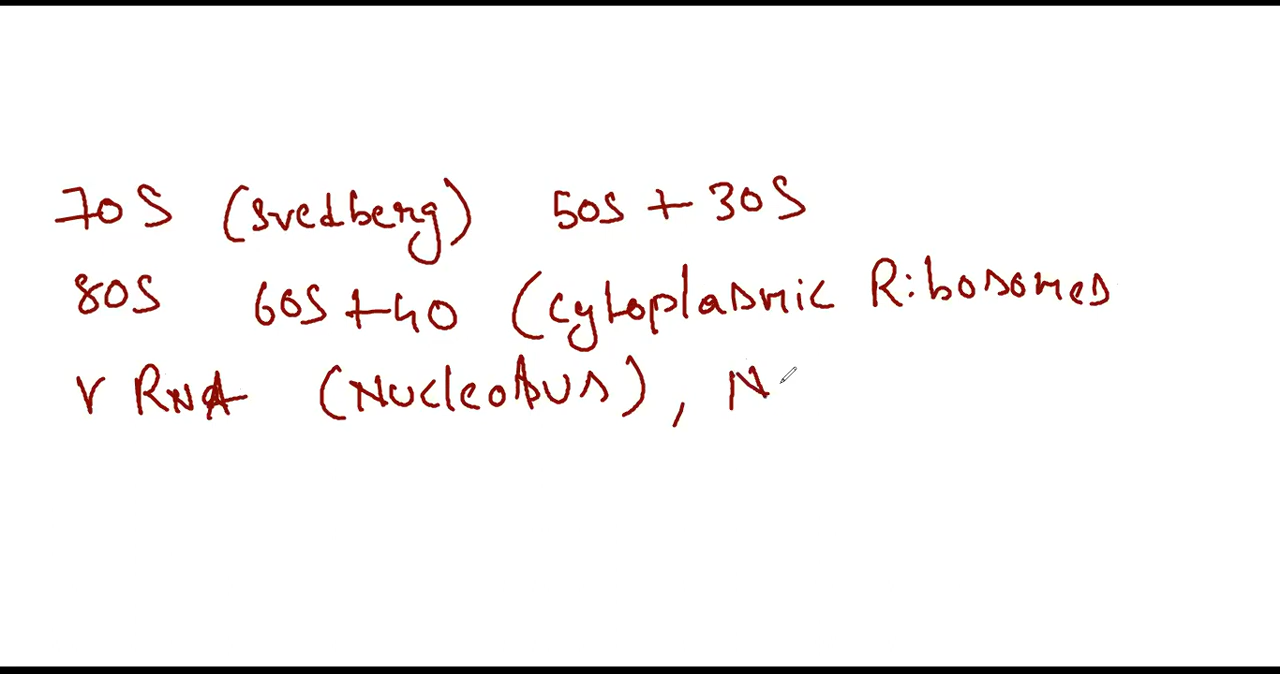 70S (Svedberg) 50S + 30S
80S 60S + 40 (Cytoplasmic Ribosomes
rRNA (Nucleolus), N